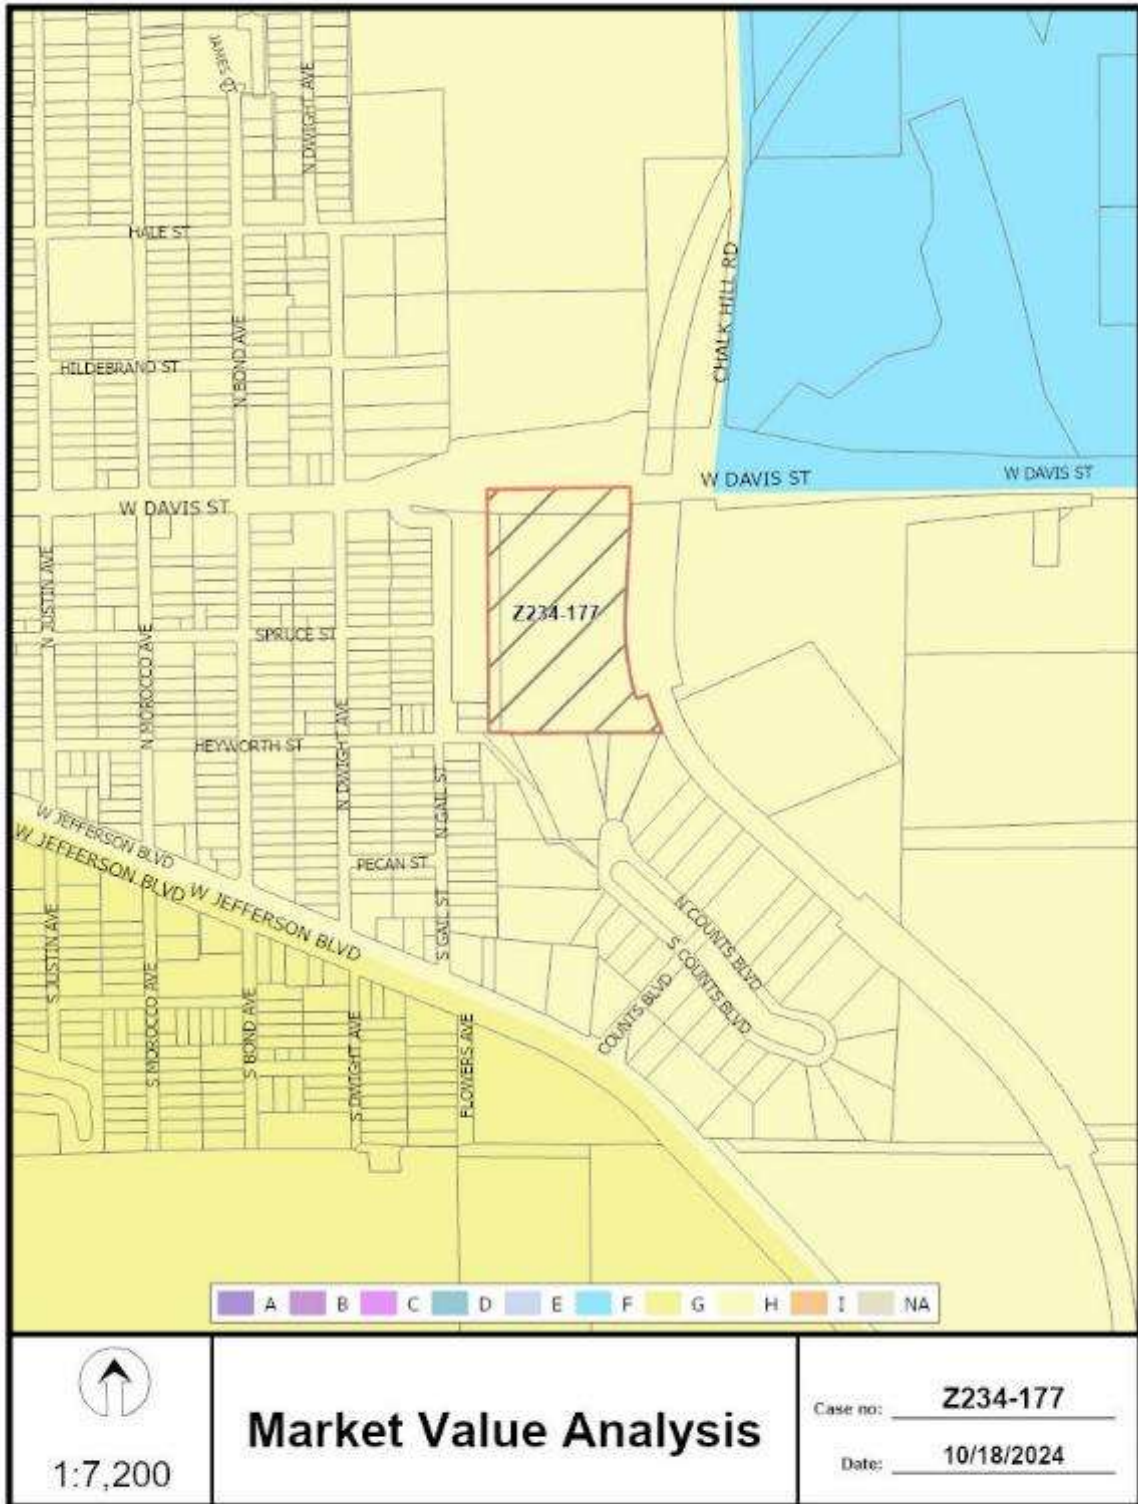 JAMES CT
N DWIGHT AVE
HALE ST
CHALK HILL RD
N BOND AVE
HILDEBRAND ST
W DAVIS ST
W DAVIS ST
W DAVIS ST
N JUSTIN AVE
Z234-177
SPRUCE ST
N MOROCCO AVE
N DWIGHT AVE
HEYWORTH ST
N GAIL ST
W JEFFERSON BLVD
W JEFFERSON BLVD
W JEFFERSON BLVD
PECAN ST
S GAIL ST
N COUNTS BLVD
S COUNTS BLVD
COUNTS BLVD
S JUSTIN AVE
S MOROCCO AVE
S BOND AVE
S DWIGHT AVE
FLOWERS AVE
A B C D E F G H I NA
1:7,200
Market Value Analysis
Case no: Z234-177
Date: 10/18/2024